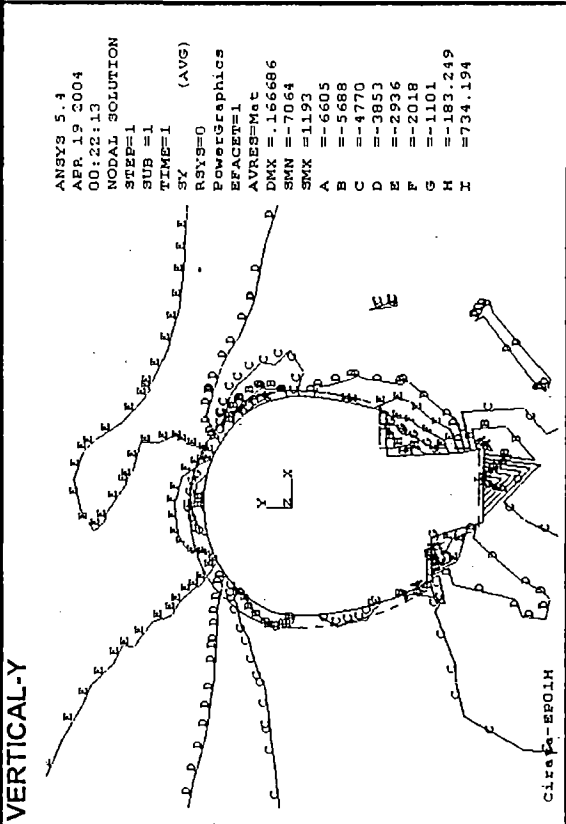 VERTICAL-Y
ANSYS 5.4
APR 19 2004
00:22:13
NODAL SOLUTION
STEP=1
SUB =1
TIME=1
SY (AVG)
RSYS=0
PowerGraphics
EFACET=1
AVRES=Mat
DMX =.166686
SMN =-7064
SMX =1193
A =-6605
B =-5688
C =-4770
D =-3853
E =-2936
F =-2018
G =-1101
H =-183.249
I =734.194
Y
Z X